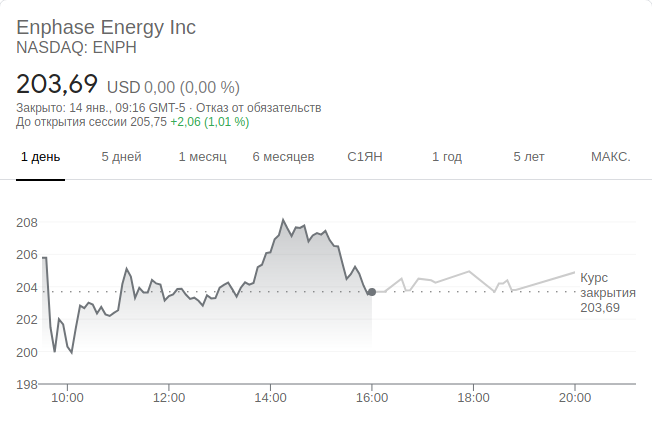 Enphase Energy Inc
NASDAQ: ENPH
203,69 USD 0,00 (0,00 %)
Закрыто: 14 янв., 09:16 GMT-5 · Отказ от обязательств
До открытия сессии 205,75 +2,06 (1,01 %)
1 день 5 дней 1 месяц 6 месяцев С1ЯН 1 год 5 лет МАКС.
208
206
204
202
200
198
Курс
закрытия
203,69
10:00 12:00 14:00 16:00 18:00 20:00